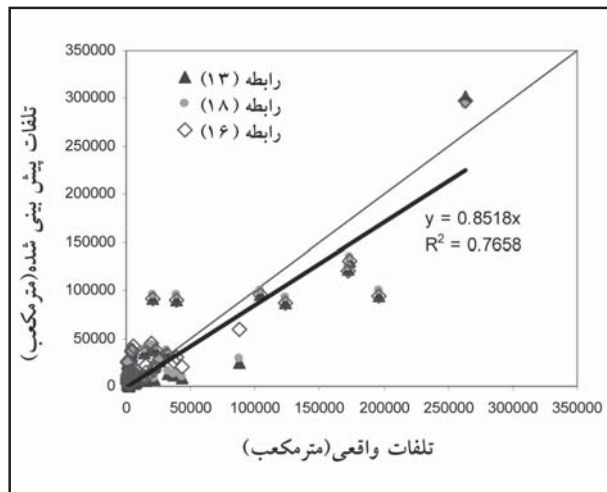 350000
300000
250000
200000
150000
100000
50000
0
تلفات پیش بینی شده(مترمکعب)
رابطه (۱۳)
رابطه (۱۸)
رابطه (۱۶)
y = 0.8518x
R² = 0.7658
0 50000 100000 150000 200000 250000 300000 350000
تلفات واقعی(مترمکعب)